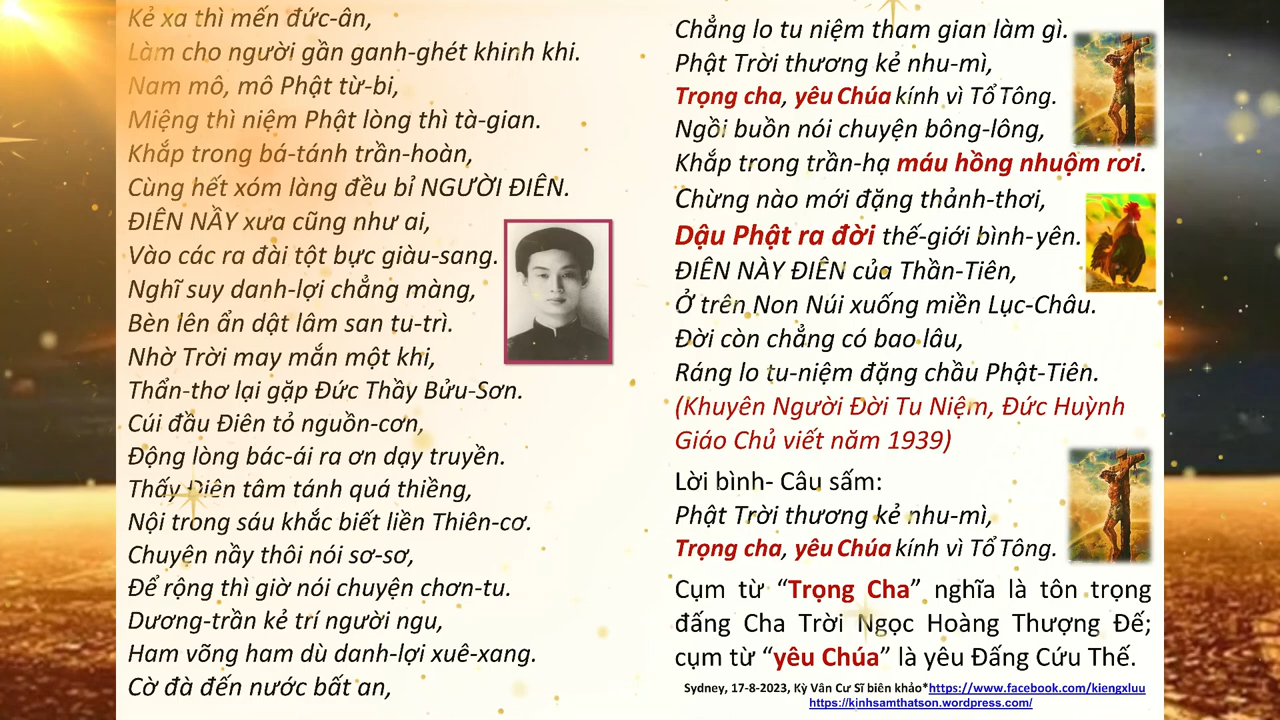 Kẻ xa thì mến đức-ân,
Làm cho người gần ganh-ghét khinh khi.
Nam mô, mô Phật từ-bi,
Miệng thì niệm Phật lòng thì tà-gian.
Khắp trong bá-tánh trần-hoàn,
Cùng hết xóm làng đều bỉ NGƯỜI ĐIÊN.
ĐIÊN NẦY xưa cũng như ai,
Vào các ra đài tột bực giàu-sang.
Nghĩ suy danh-lợi chẳng màng,
Bèn lên ẩn dật lâm san tu-trì.
Nhờ Trời may mắn một khi,
Thẩn-thơ lại gặp Đức Thầy Bửu-Sơn.
Cúi đầu Điên tỏ nguồn-cơn,
Động lòng bác-ái ra ơn dạy truyền.
Thấy Điên tâm tánh quá thiềng,
Nội trong sáu khắc biết liền Thiên-cơ.
Chuyện nầy thôi nói sơ-sơ,
Để rộng thì giờ nói chuyện chơn-tu.
Dương-trần kẻ trí người ngu,
Ham võng ham dù danh-lợi xuê-xang.
Cờ đà đến nước bất an,
Chẳng lo tu niệm tham gian làm gì.
Phật Trời thương kẻ nhu-mì,
Trọng cha, yêu Chúa kính vì Tổ Tông.
Ngồi buồn nói chuyện bông-lông,
Khắp trong trần-hạ máu hồng nhuộm rơi.
Chừng nào mới đặng thảnh-thơi,
Dậu Phật ra đời thế-giới bình-yên.
ĐIÊN NÀY ĐIÊN của Thần-Tiên,
Ở trên Non Núi xuống miền Lục-Châu.
Đời còn chẳng có bao lâu,
Ráng lo tu-niệm đặng chầu Phật-Tiên.
(Khuyên Người Đời Tu Niệm, Đức Huỳnh
Giáo Chủ viết năm 1939)
Lời bình- Câu sấm:
Phật Trời thương kẻ nhu-mì,
Trọng cha, yêu Chúa kính vì Tổ Tông.
Cụm từ “Trọng Cha” nghĩa là tôn trọng
đấng Cha Trời Ngọc Hoàng Thượng Đế;
cụm từ “yêu Chúa” là yêu Đấng Cứu Thế.
Sydney, 17-8-2023, Kỳ Vân Cư Sĩ biên khảo*https://www.facebook.com/kiengxluu
https://kinhsamthatson.wordpress.com/